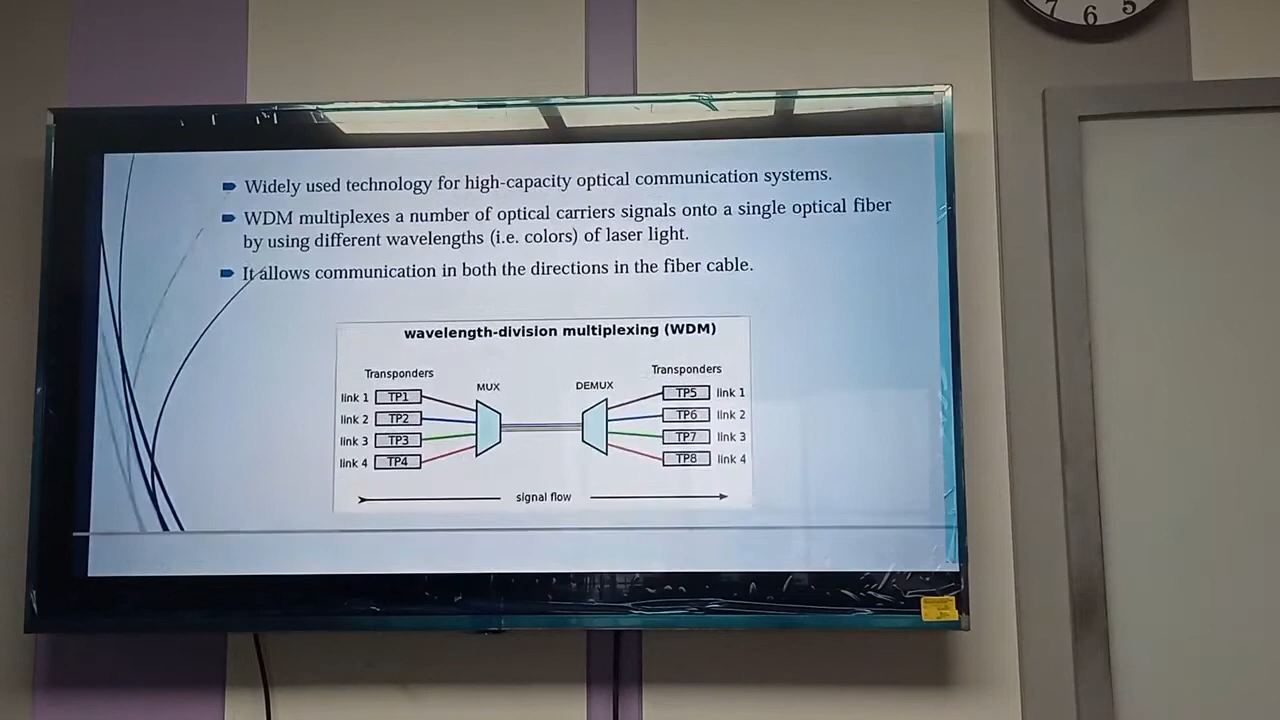 7 6 5
Widely used technology for high-capacity optical communication systems.
WDM multiplexes a number of optical carriers signals onto a single optical fiber
by using different wavelengths (i.e. colors) of laser light.
It allows communication in both the directions in the fiber cable.
wavelength-division multiplexing (WDM)
Transponders
Transponders
MUX
DEMUX
link 1 TP1
TP5 link 1
link 2 TP2
TP6 link 2
link 3 TP3
TP7 link 3
link 4 TP4
TP8 link 4
signal flow